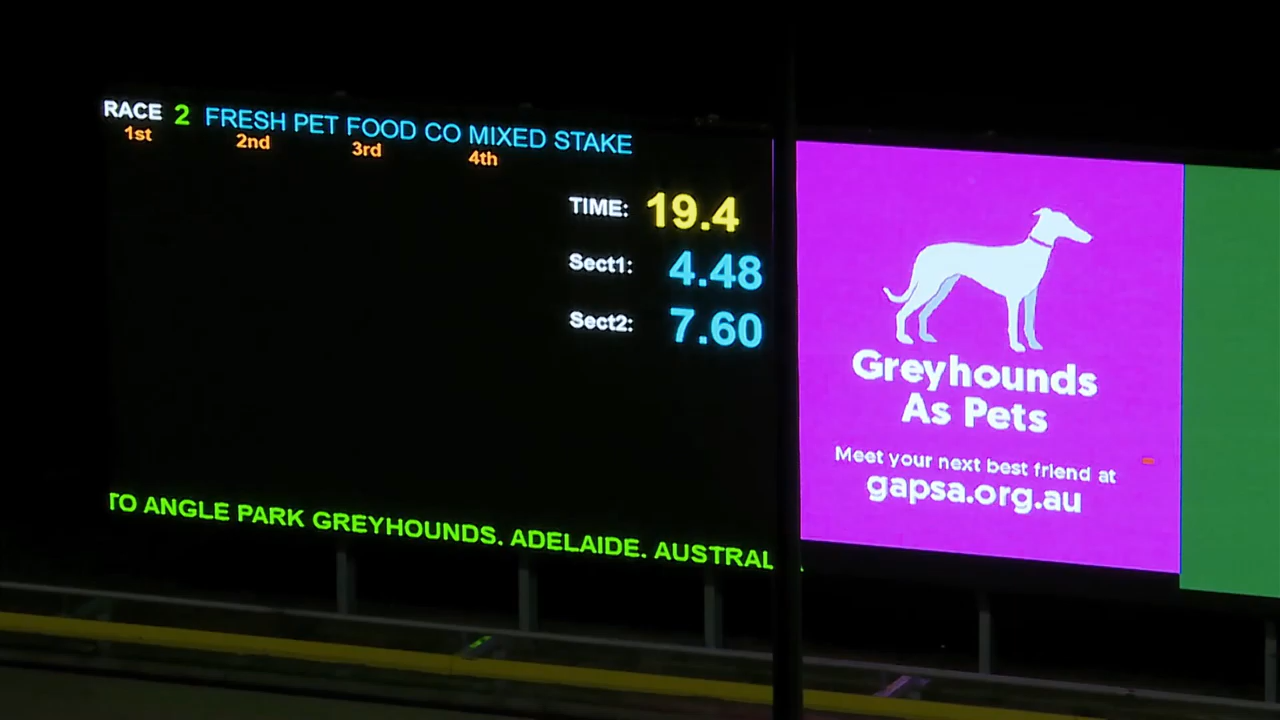 RACE 2 FRESH PET FOOD CO MIXED STAKE
1st 2nd 3rd 4th
TIME: 19.4
Sect1: 4.48
Sect2: 7.60
TO ANGLE PARK GREYHOUNDS. ADELAIDE. AUSTRAL
Greyhounds
As Pets
Meet your next best friend at
gapsa.org.au